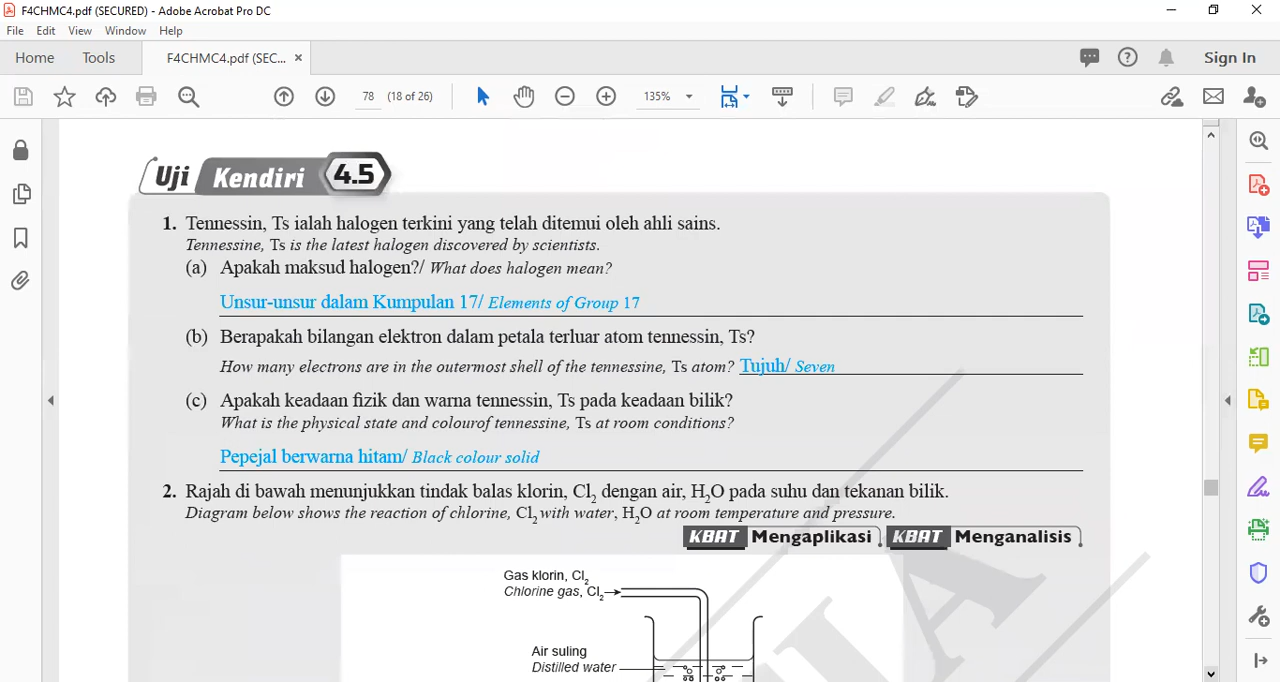 F4CHMC4.pdf (SECURED) - Adobe Acrobat Pro DC
File Edit View Window Help
Home Tools F4CHMC4.pdf (SEC... × Sign In
78 (18 of 26) 135%
Uji Kendiri 4.5
1. Tennessin, Ts ialah halogen terkini yang telah ditemui oleh ahli sains.
Tennessine, Ts is the latest halogen discovered by scientists.
(a) Apakah maksud halogen?/ What does halogen mean?
Unsur-unsur dalam Kumpulan 17/ Elements of Group 17
(b) Berapakah bilangan elektron dalam petala terluar atom tennessin, Ts?
How many electrons are in the outermost shell of the tennessine, Ts atom? Tujuh/ Seven
(c) Apakah keadaan fizik dan warna tennessin, Ts pada keadaan bilik?
What is the physical state and colourof tennessine, Ts at room conditions?
Pepejal berwarna hitam/ Black colour solid
2. Rajah di bawah menunjukkan tindak balas klorin, Cl₂ dengan air, H₂O pada suhu dan tekanan bilik.
Diagram below shows the reaction of chlorine, Cl₂ with water, H₂O at room temperature and pressure.
KBAT Mengaplikasi KBAT Menganalisis
Gas klorin, Cl₂
Chlorine gas, Cl₂
Air suling
Distilled water